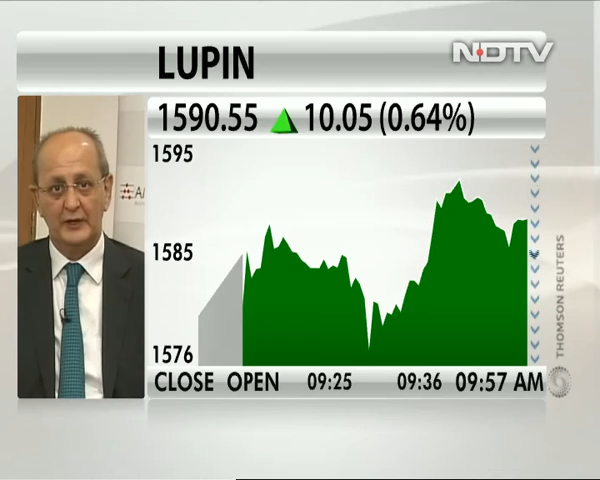 LUPIN
NDTV
1590.55 ▲ 10.05 (0.64%)
1595
1585
1576
CLOSE OPEN 09:25 09:36 09:57 AM
THOMSON REUTERS